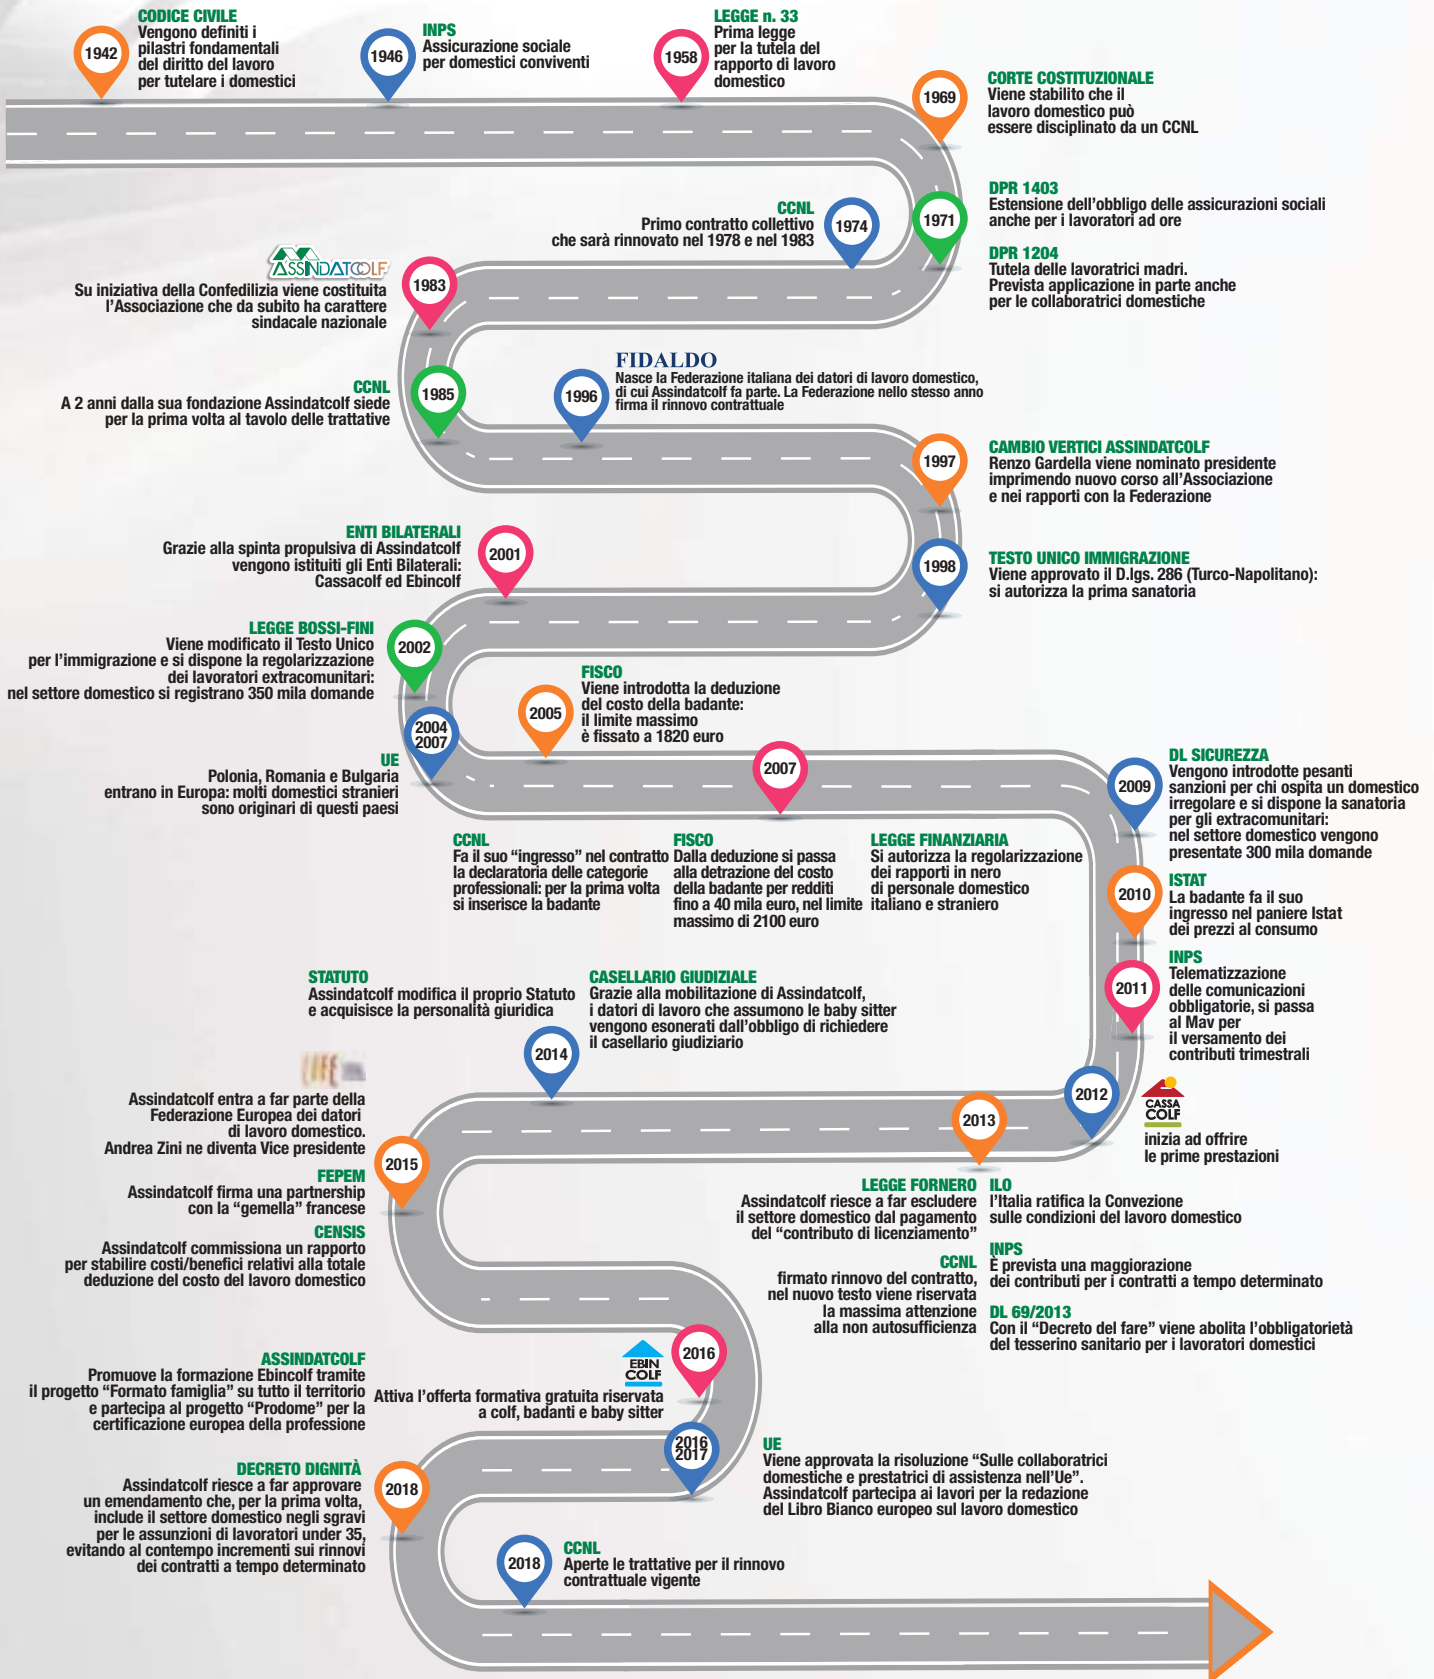 1942
CODICE CIVILE
Vengono definiti i
pilastri fondamentali
del diritto del lavoro
per tutelare i domestici
1946
INPS
Assicurazione sociale
per domestici conviventi
1958
LEGGE n. 33
Prima legge
per la tutela del
rapporto di lavoro
domestico
1969
CORTE COSTITUZIONALE
Viene stabilito che il
lavoro domestico può
essere disciplinato da un CCNL
1971
DPR 1403
Estensione dell'obbligo delle assicurazioni sociali
anche per i lavoratori ad ore
DPR 1204
Tutela delle lavoratrici madri.
Prevista applicazione in parte anche
per le collaboratrici domestiche
1974
CCNL
Primo contratto collettivo
che sarà rinnovato nel 1978 e nel 1983
1983
ASSINDATCOLF
Su iniziativa della Confedilizia viene costituita
l'Associazione che da subito ha carattere
sindacale nazionale
1985
CCNL
A 2 anni dalla sua fondazione Assindatcolf siede
per la prima volta al tavolo delle trattative
1996
FIDALDO
Nasce la Federazione italiana dei datori di lavoro domestico,
di cui Assindatcolf fa parte. La Federazione nello stesso anno
firma il rinnovo contrattuale
1997
CAMBIO VERTICI ASSINDATCOLF
Renzo Gardella viene nominato presidente
imprimendo nuovo corso all'Associazione
e nei rapporti con la Federazione
1998
TESTO UNICO IMMIGRAZIONE
Viene approvato il D.lgs. 286 (Turco-Napolitano):
si autorizza la prima sanatoria
2001
ENTI BILATERALI
Grazie alla spinta propulsiva di Assindatcolf
vengono istituiti gli Enti Bilaterali:
Cassacolf ed Ebincolf
2002
LEGGE BOSSI-FINI
Viene modificato il Testo Unico
per l'immigrazione e si dispone la regolarizzazione
dei lavoratori extracomunitari:
nel settore domestico si registrano 350 mila domande
2004
2007
UE
Polonia, Romania e Bulgaria
entrano in Europa: molti domestici stranieri
sono originari di questi paesi
2005
FISCO
Viene introdotta la deduzione
del costo della badante:
il limite massimo
è fissato a 1820 euro
2007
CCNL
Fa il suo “ingresso” nel contratto
la declaratoria delle categorie
professionali: per la prima volta
si inserisce la badante
FISCO
Dalla deduzione si passa
alla detrazione del costo
della badante per redditi
fino a 40 mila euro, nel limite
massimo di 2100 euro
LEGGE FINANZIARIA
Si autorizza la regolarizzazione
dei rapporti in nero
di personale domestico
italiano e straniero
2009
DL SICUREZZA
Vengono introdotte pesanti
sanzioni per chi ospita un domestico
irregolare e si dispone la sanatoria
per gli extracomunitari:
nel settore domestico vengono
presentate 300 mila domande
2010
ISTAT
La badante fa il suo
ingresso nel paniere Istat
dei prezzi al consumo
2011
INPS
Telematizzazione
delle comunicazioni
obbligatorie, si passa
al Mav per
il versamento dei
contributi trimestrali
2012
CASSA
COLF
inizia ad offrire
le prime prestazioni
2013
LEGGE FORNERO
Assindatcolf riesce a far escludere
il settore domestico dal pagamento
del “contributo di licenziamento”
CCNL
firmato rinnovo del contratto,
nel nuovo testo viene riservata
la massima attenzione
alla non autosufficienza
ILO
l'Italia ratifica la Convezione
sulle condizioni del lavoro domestico
INPS
È prevista una maggiorazione
dei contributi per i contratti a tempo determinato
DL 69/2013
Con il “Decreto del fare” viene abolita l'obbligatorietà
del tesserino sanitario per i lavoratori domestici
2014
STATUTO
Assindatcolf modifica il proprio Statuto
e acquisisce la personalità giuridica
CASELLARIO GIUDIZIALE
Grazie alla mobilitazione di Assindatcolf,
i datori di lavoro che assumono le baby sitter
vengono esonerati dall'obbligo di richiedere
il casellario giudiziario
2015
Assindatcolf entra a far parte della
Federazione Europea dei datori
di lavoro domestico.
Andrea Zini ne diventa Vice presidente
FEPEM
Assindatcolf firma una partnership
con la “gemella” francese
CENSIS
Assindatcolf commissiona un rapporto
per stabilire costi/benefici relativi alla totale
deduzione del costo del lavoro domestico
2016
EBIN
COLF
Attiva l'offerta formativa gratuita riservata
a colf, badanti e baby sitter
ASSINDATCOLF
Promuove la formazione Ebincolf tramite
il progetto “Formato famiglia” su tutto il territorio
e partecipa al progetto “Prodome” per la
certificazione europea della professione
2016
2017
UE
Viene approvata la risoluzione “Sulle collaboratrici
domestiche e prestatrici di assistenza nell'Ue”.
Assindatcolf partecipa ai lavori per la redazione
del Libro Bianco europeo sul lavoro domestico
2018
DECRETO DIGNITÀ
Assindatcolf riesce a far approvare
un emendamento che, per la prima volta,
include il settore domestico negli sgravi
per le assunzioni di lavoratori under 35,
evitando al contempo incrementi sui rinnovi
dei contratti a tempo determinato
2018
CCNL
Aperte le trattative per il rinnovo
contrattuale vigente